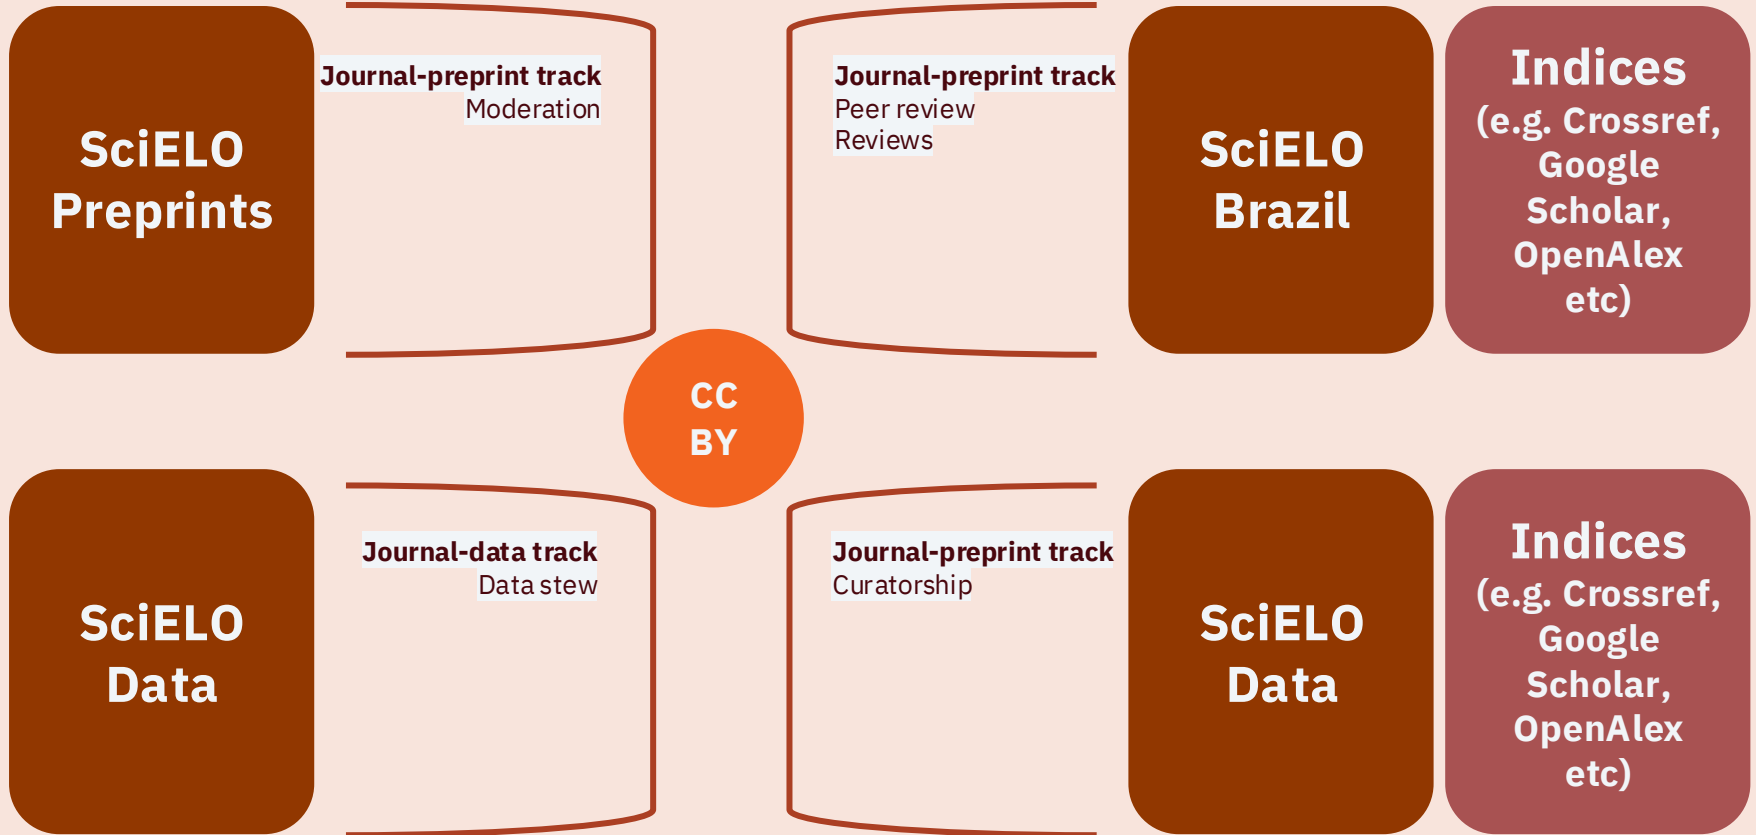 SciELO
Preprints
Journal-preprint track
Moderation
Journal-preprint track
Peer review
Reviews
SciELO
Brazil
Indices
(e.g. Crossref,
Google
Scholar,
OpenAlex
etc)
CC
BY
SciELO
Data
Journal-data track
Data stew
Journal-preprint track
Curatorship
SciELO
Data
Indices
(e.g. Crossref,
Google
Scholar,
OpenAlex
etc)